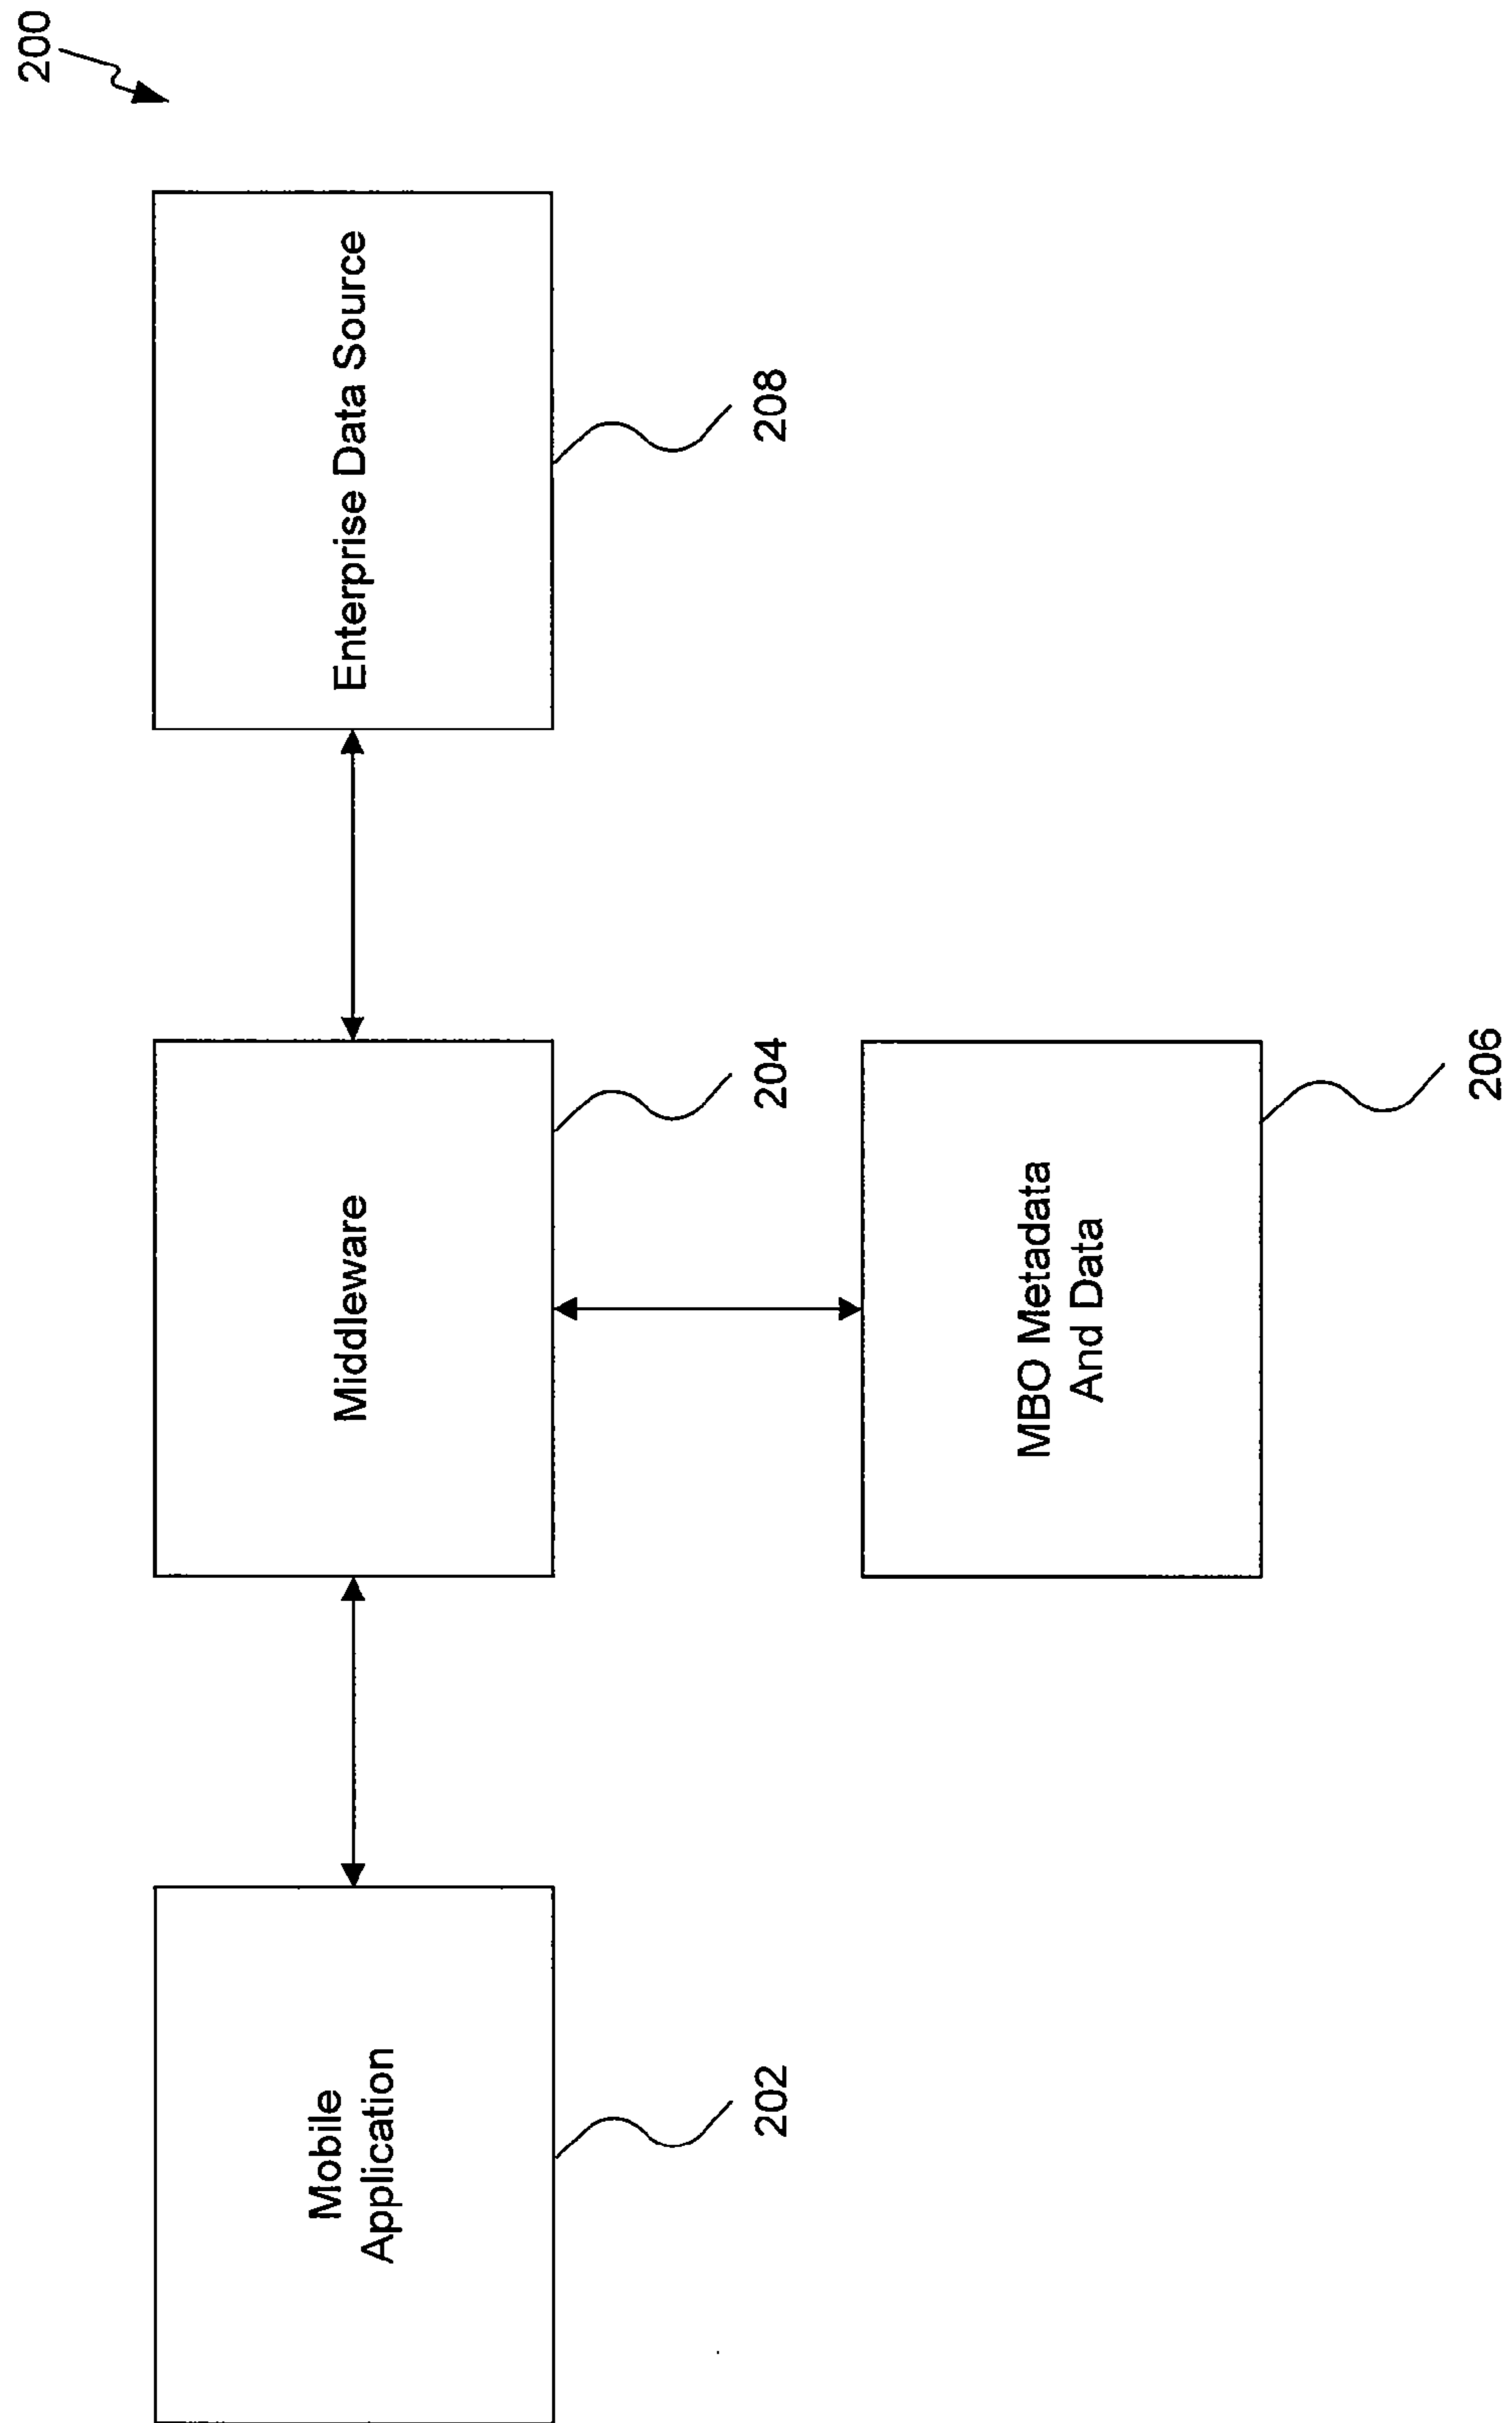 200
Mobile
Application
202
Middleware
204
Enterprise Data Source
208
MBO Metadata
And Data
206